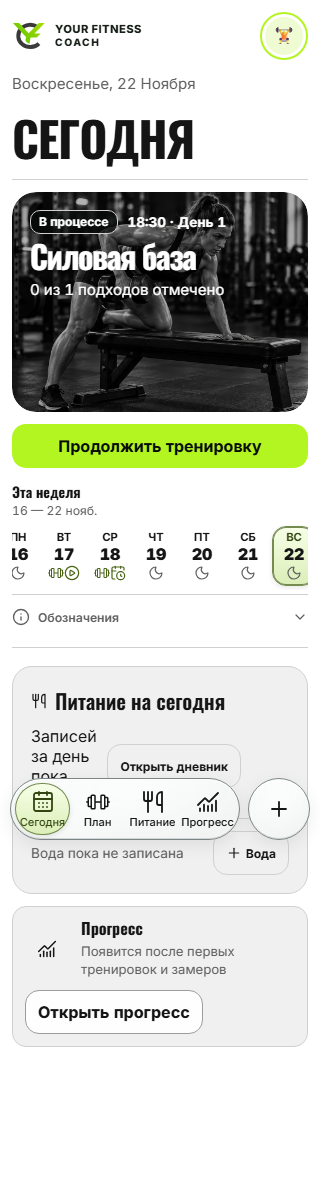 YOUR FITNESS
COACH
Воскресенье, 22 Ноября
СЕГОДНЯ
В процессе 18:30 · День 1
Силовая база
0 из 1 подходов отмечено
Продолжить тренировку
Эта неделя
16 — 22 нояб.
ПН ВТ СР ЧТ ПТ СБ ВС
16 17 18 19 20 21 22
Обозначения
Питание на сегодня
Записей
за день
пока
Открыть дневник
Сегодня План Питание Прогресс
Вода пока не записана
Вода
Прогресс
Появится после первых
тренировок и замеров
Открыть прогресс